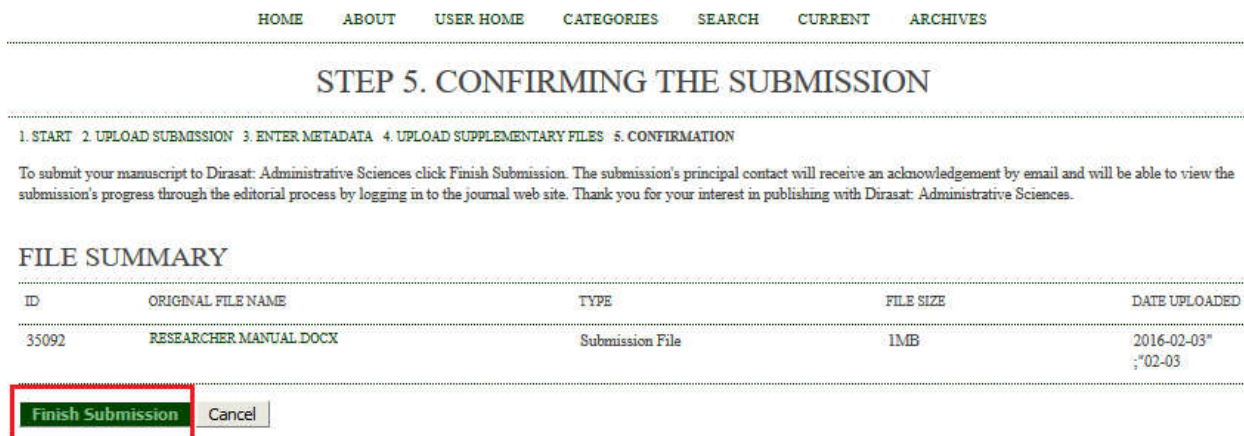 HOME ABOUT USER HOME CATEGORIES SEARCH CURRENT ARCHIVES
STEP 5. CONFIRMING THE SUBMISSION
1. START 2. UPLOAD SUBMISSION 3. ENTER METADATA 4. UPLOAD SUPPLEMENTARY FILES 5. CONFIRMATION
To submit your manuscript to Dirasat: Administrative Sciences click Finish Submission. The submission's principal contact will receive an acknowledgement by email and will be able to view the
submission's progress through the editorial process by logging in to the journal web site. Thank you for your interest in publishing with Dirasat: Administrative Sciences.
FILE SUMMARY
ID ORIGINAL FILE NAME TYPE FILE SIZE DATE UPLOADED
35092 RESEARCHER MANUAL.DOCX Submission File 1MB 2016-02-03"
;"02-03
Finish Submission Cancel